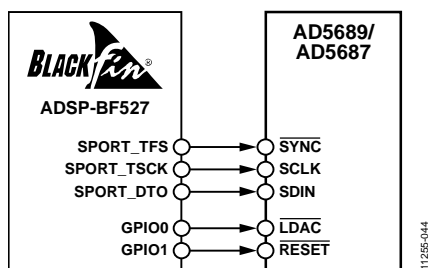 BLACKfin®
ADSP-BF527
SPORT_TFS
SPORT_TSCK
SPORT_DTO
GPIO0
GPIO1
AD5689/
AD5687
SYNC
SCLK
SDIN
LDAC
RESET
11255-044